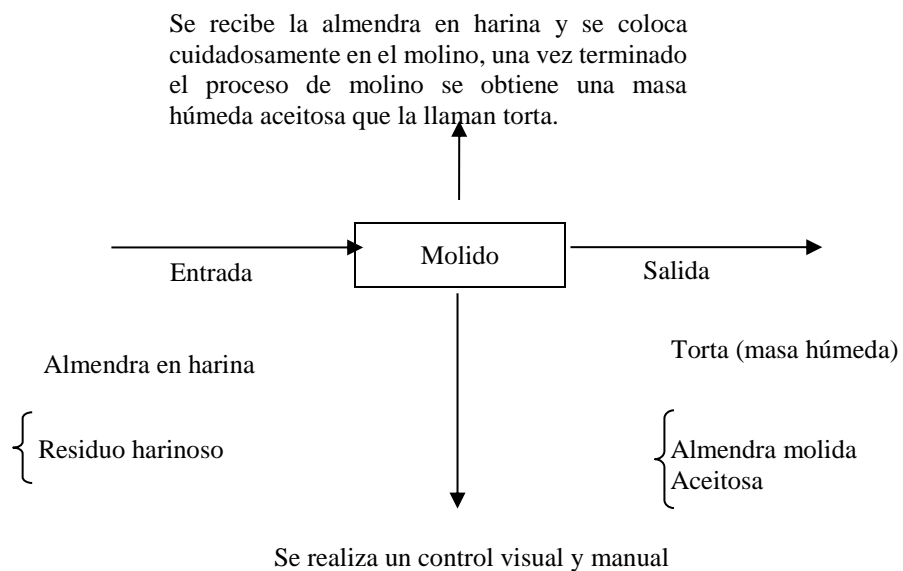 Se recibe la almendra en harina y se coloca
cuidadosamente en el molino, una vez terminado
el proceso de molino se obtiene una masa
húmeda aceitosa que la llaman torta.
Molido
Entrada
Salida
Almendra en harina
Torta (masa húmeda)
Residuo harinoso
Almendra molida
Aceitosa
Se realiza un control visual y manual